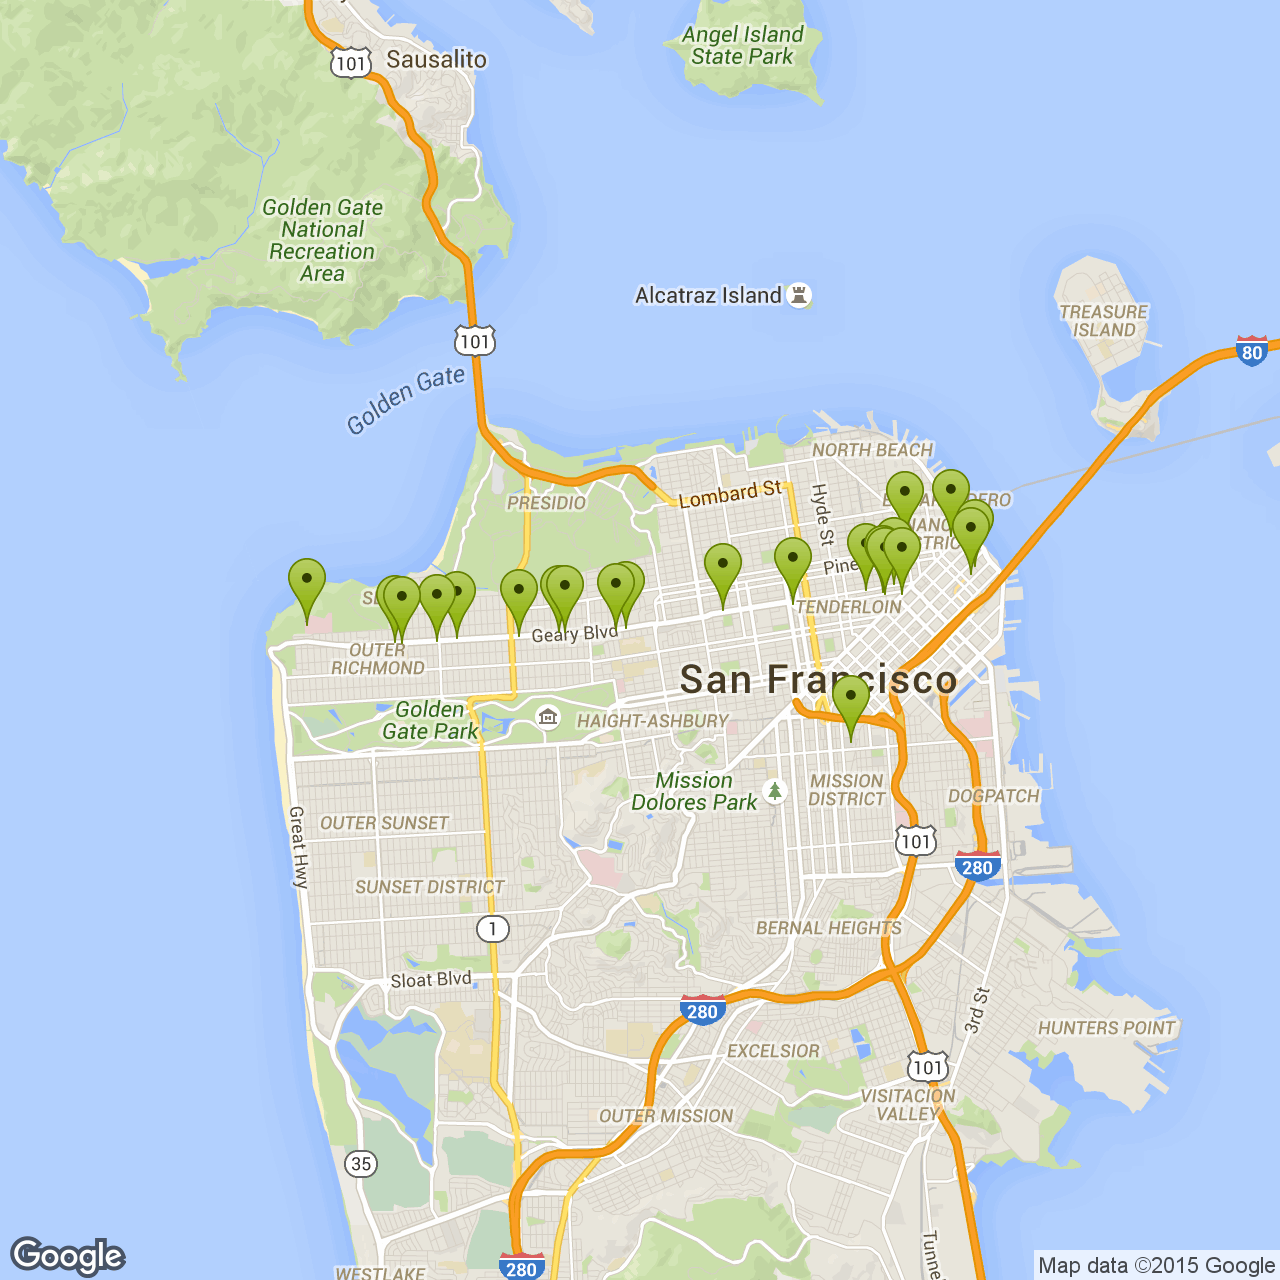 Angel Island
State Park
Sausalito
101
Golden Gate
National
Recreation
Area
Alcatraz Island
TREASURE
ISLAND
101
80
Golden Gate
NORTH BEACH
Lombard St
Hyde St
PRESIDIO
Pine
TENDERLOIN
Geary Blvd
OUTER
RICHMOND
San Francisco
Golden
Gate Park
HAIGHT-ASHBURY
Mission
Dolores Park
MISSION
DISTRICT
DOGPATCH
OUTER SUNSET
Great Hwy
101
280
SUNSET DISTRICT
1
BERNAL HEIGHTS
Sloat Blvd
280
3rd St
HUNTERS POINT
EXCELSIOR
101
VISITACION
VALLEY
OUTER MISSION
35
Google
280
WESTLAKE
Tunne
Map data ©2015 Google